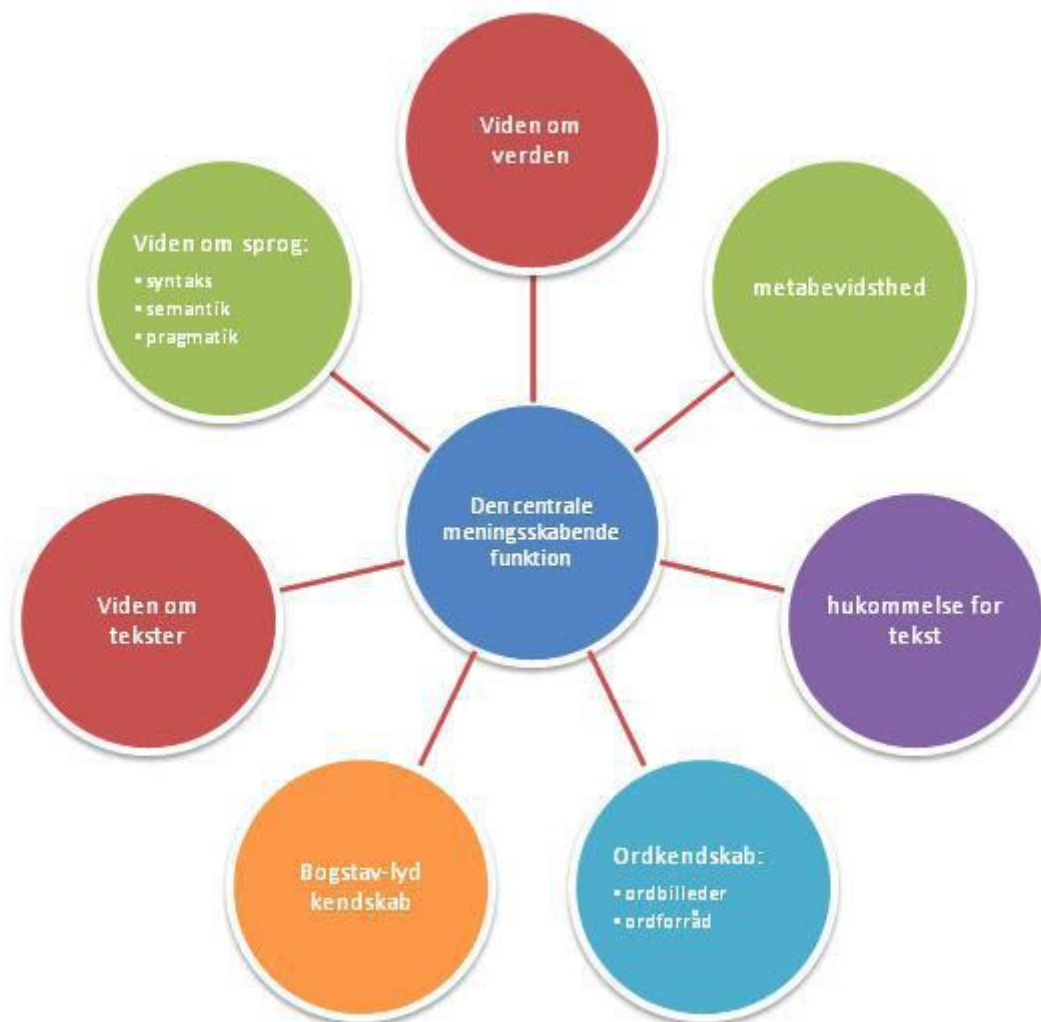 Viden om
verden
Viden om sprog:
▪ syntaks
▪ semantik
▪ pragmatik
metabevidsthed
Den centrale
meningsskabende
funktion
Viden om
tekster
hukommelse for
tekst
Bogstav-lyd
kendskab
Ordkendskab:
▪ ordbilleder
▪ ordforråd